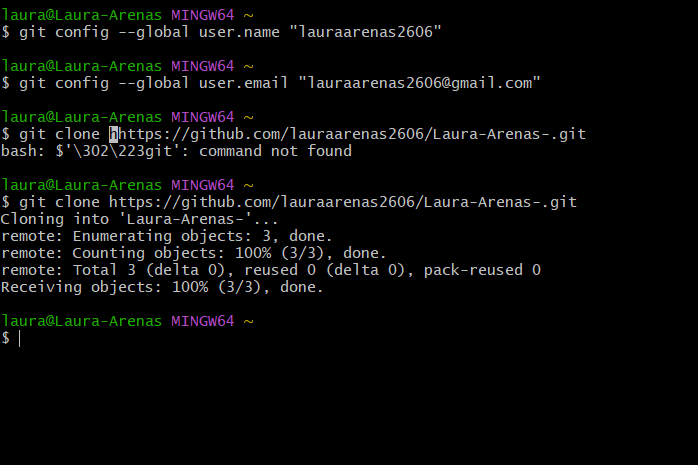 laura@Laura-Arenas MINGW64 ~
$ git config --global user.name "lauraarenas2606"
laura@Laura-Arenas MINGW64 ~
$ git config --global user.email "lauraarenas2606@gmail.com"
laura@Laura-Arenas MINGW64 ~
$ git clone hhttps://github.com/lauraarenas2606/Laura-Arenas-.git
bash: $'\302\223git': command not found
laura@Laura-Arenas MINGW64 ~
$ git clone https://github.com/lauraarenas2606/Laura-Arenas-.git
Cloning into 'Laura-Arenas-'...
remote: Enumerating objects: 3, done.
remote: Counting objects: 100% (3/3), done.
remote: Total 3 (delta 0), reused 0 (delta 0), pack-reused 0
Receiving objects: 100% (3/3), done.
laura@Laura-Arenas MINGW64 ~
$